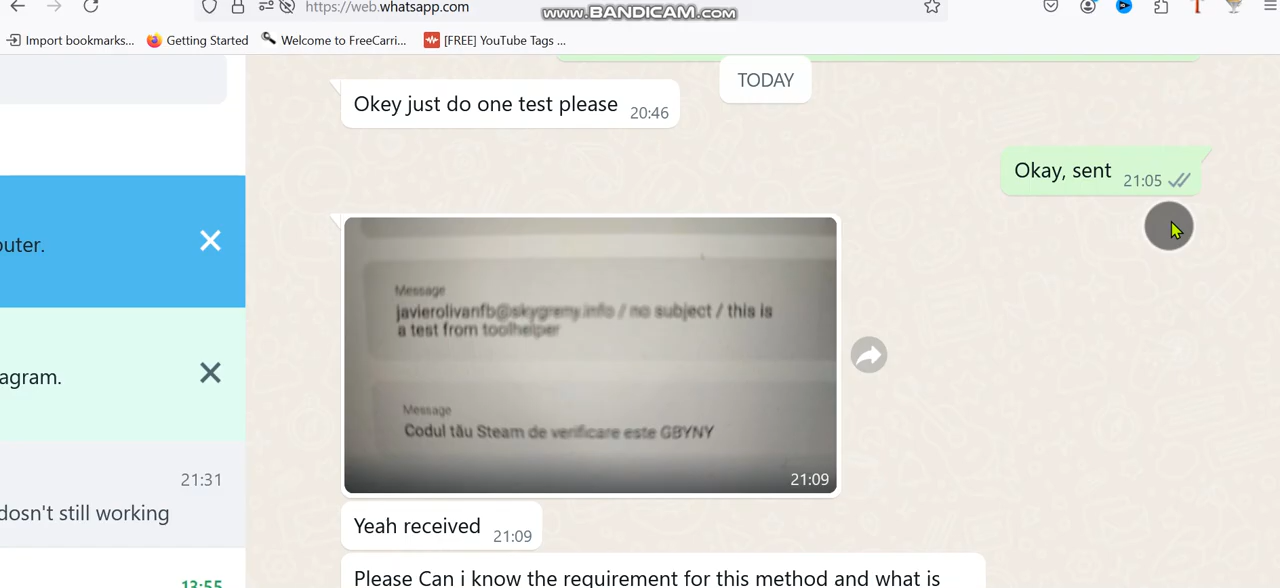 https://web.whatsapp.com
www.BANDICAM.com
Import bookmarks...
Getting Started
Welcome to FreeCarri...
[FREE] YouTube Tags ...
TODAY
Okey just do one test please 20:46
Okay, sent 21:05
outer.
Message
javierolivanfb@skygremy.info / no subject / this is
a test from toolhelper
agram.
Message
Codul tău Steam de verificare este GBYNY
21:09
21:31
dosn't still working
Yeah received 21:09
13:55
Please Can i know the requirement for this method and what is